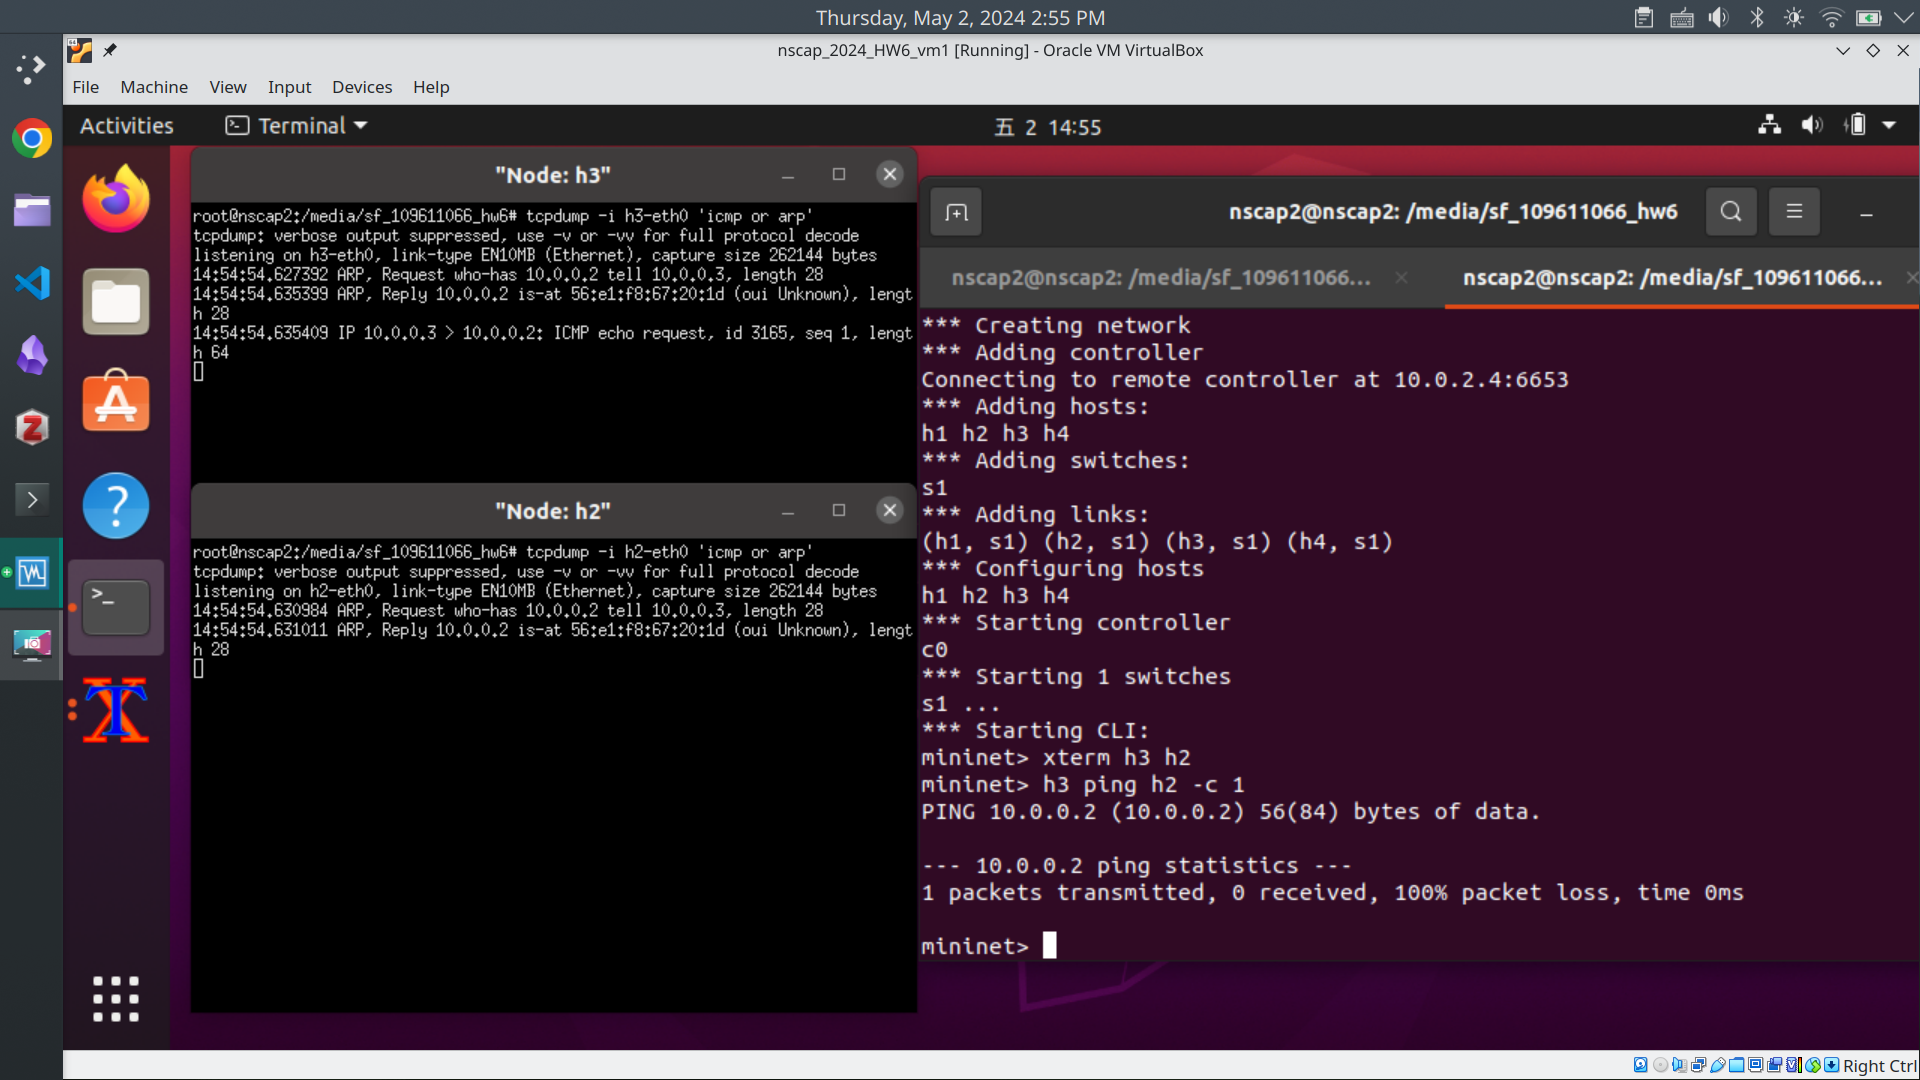 Thursday, May 2, 2024 2:55 PM
nscap_2024_HW6_vm1 [Running] - Oracle VM VirtualBox
File Machine View Input Devices Help
Activities Terminal 五 2 14:55
"Node: h3"
root@nscap2:/media/sf_109611066_hw6# tcpdump -i h3-eth0 'icmp or arp'
tcpdump: verbose output suppressed, use -v or -vv for full protocol decode
listening on h3-eth0, link-type EN10MB (Ethernet), capture size 262144 bytes
14:54:54.627392 ARP, Request who-has 10.0.0.2 tell 10.0.0.3, length 28
14:54:54.635399 ARP, Reply 10.0.0.2 is-at 56:e1:f8:67:20:1d (oui Unknown), lengt
h 28
14:54:54.635409 IP 10.0.0.3 > 10.0.0.2: ICMP echo request, id 3165, seq 1, lengt
h 64
"Node: h2"
root@nscap2:/media/sf_109611066_hw6# tcpdump -i h2-eth0 'icmp or arp'
tcpdump: verbose output suppressed, use -v or -vv for full protocol decode
listening on h2-eth0, link-type EN10MB (Ethernet), capture size 262144 bytes
14:54:54.630984 ARP, Request who-has 10.0.0.2 tell 10.0.0.3, length 28
14:54:54.631011 ARP, Reply 10.0.0.2 is-at 56:e1:f8:67:20:1d (oui Unknown), lengt
h 28
nscap2@nscap2: /media/sf_109611066_hw6
nscap2@nscap2: /media/sf_109611066... nscap2@nscap2: /media/sf_109611066...
*** Creating network
*** Adding controller
Connecting to remote controller at 10.0.2.4:6653
*** Adding hosts:
h1 h2 h3 h4
*** Adding switches:
s1
*** Adding links:
(h1, s1) (h2, s1) (h3, s1) (h4, s1)
*** Configuring hosts
h1 h2 h3 h4
*** Starting controller
c0
*** Starting 1 switches
s1 ...
*** Starting CLI:
mininet> xterm h3 h2
mininet> h3 ping h2 -c 1
PING 10.0.0.2 (10.0.0.2) 56(84) bytes of data.
--- 10.0.0.2 ping statistics ---
1 packets transmitted, 0 received, 100% packet loss, time 0ms
mininet>
Right Ctrl